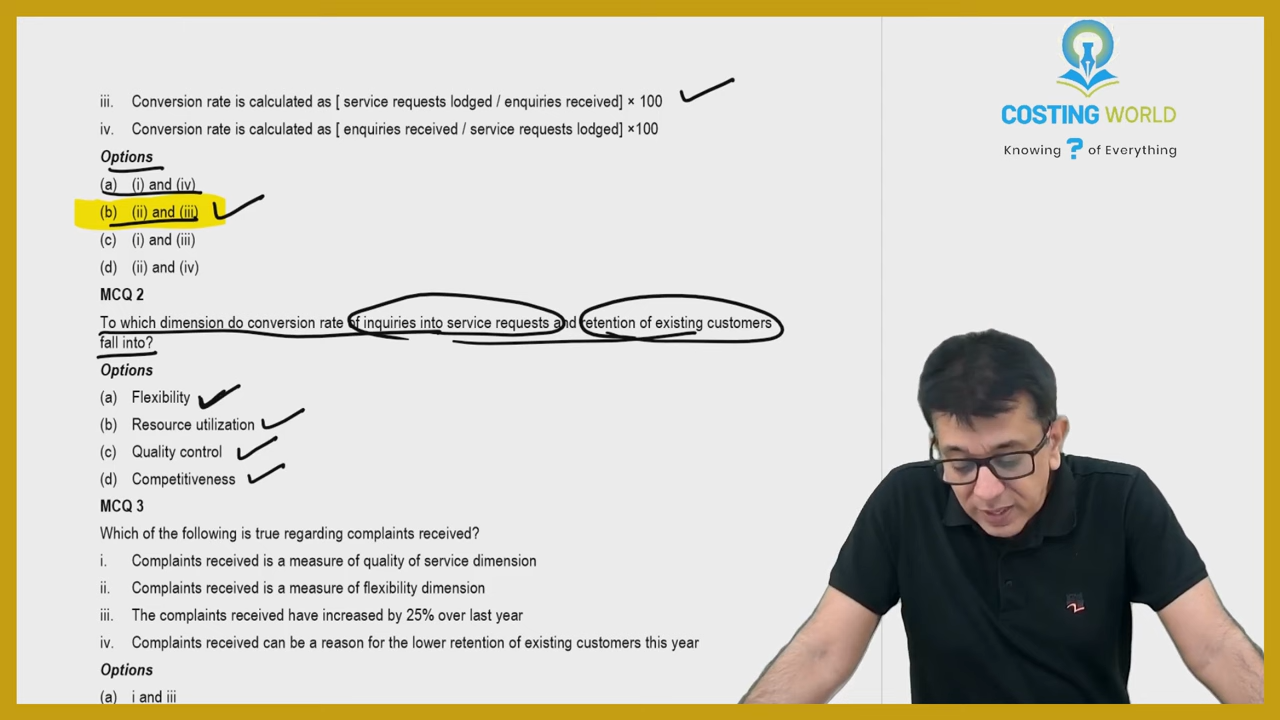 iii. Conversion rate is calculated as [ service requests lodged / enquiries received] × 100
iv. Conversion rate is calculated as [ enquiries received / service requests lodged] ×100
Options
(a) (i) and (iv)
(b) (ii) and (iii)
(c) (i) and (iii)
(d) (ii) and (iv)
MCQ 2
To which dimension do conversion rate of inquiries into service requests and retention of existing customers
fall into?
Options
(a) Flexibility
(b) Resource utilization
(c) Quality control
(d) Competitiveness
MCQ 3
Which of the following is true regarding complaints received?
i. Complaints received is a measure of quality of service dimension
ii. Complaints received is a measure of flexibility dimension
iii. The complaints received have increased by 25% over last year
iv. Complaints received can be a reason for the lower retention of existing customers this year
Options
(a) i and iii
COSTING WORLD
Knowing ? of Everything